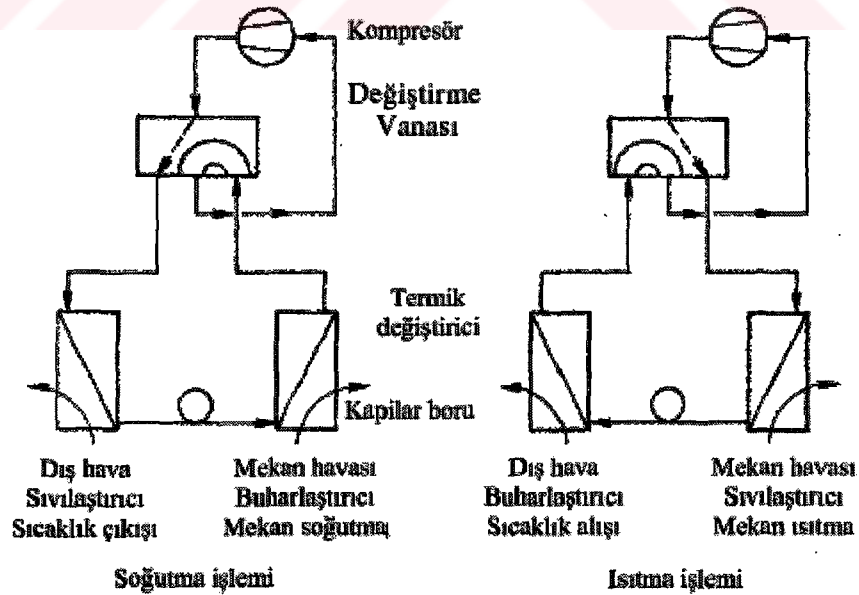 Kompresör
Değiştirme
Vanası
Termik
değiştirici
Kapilar boru
Dış hava
Sıvılaştırıcı
Sıcaklık çıkışı
Mekan havası
Buharlaştırıcı
Mekan soğutma
Dış hava
Buharlaştırıcı
Sıcaklık alışı
Mekan havası
Sıvılaştırıcı
Mekan ısıtma
Soğutma işlemi
Isıtma işlemi